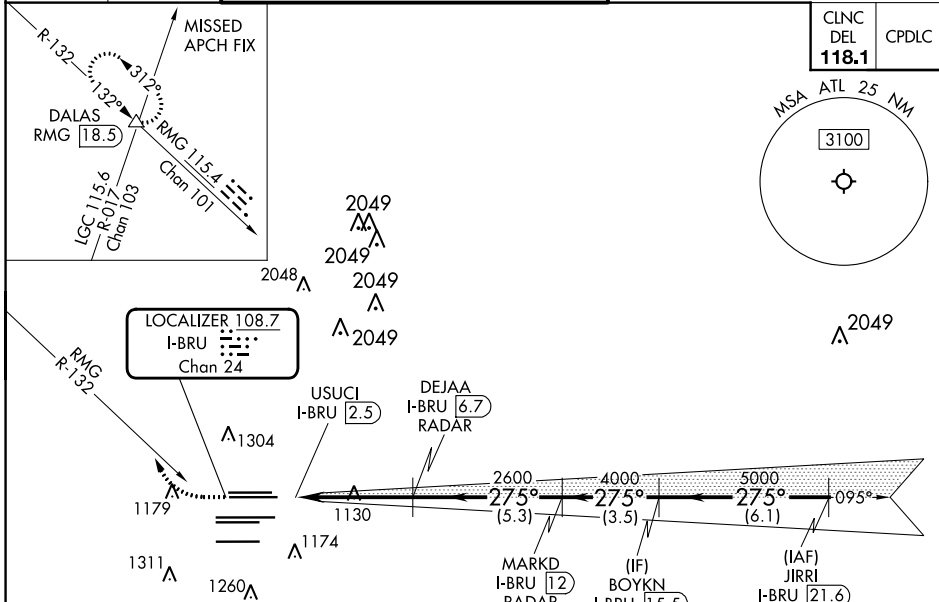 MISSED
APCH FIX
R-132
312°
132°
DALAS
RMG 18.5
RMG 115.4
Chan 101
LGC 115.6
R-017
Chan 103
CLNC
DEL
118.1
CPDLC
MSA ATL 25 NM
3100
2049
2049
2048
2049
2049
2049
LOCALIZER 108.7
I-BRU
Chan 24
RMG
R-132
USUCI
I-BRU 2.5
DEJAA
I-BRU 6.7
RADAR
1304
2600
4000
5000
275°
275°
275°
095°
(5.3)
(3.5)
(6.1)
1179
1130
1174
1311
1260
MARKD
I-BRU 12
RADAR
(IF)
BOYKN
I-BRU 15.5
(IAF)
JIRRI
I-BRU 21.6